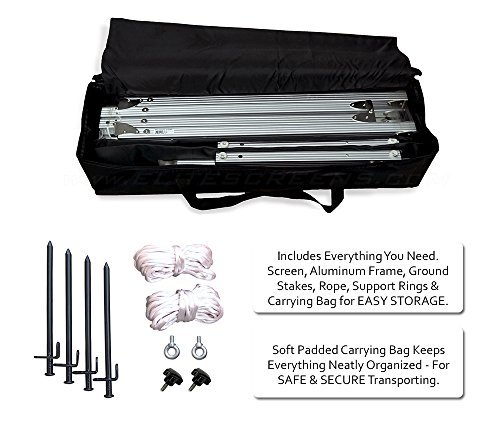 Includes Everything You Need.
Screen, Aluminum Frame, Ground
Stakes, Rope, Support Rings &
Carrying Bag for EASY STORAGE.
Soft Padded Carrying Bag Keeps
Everything Neatly Organized - For
SAFE & SECURE Transporting.